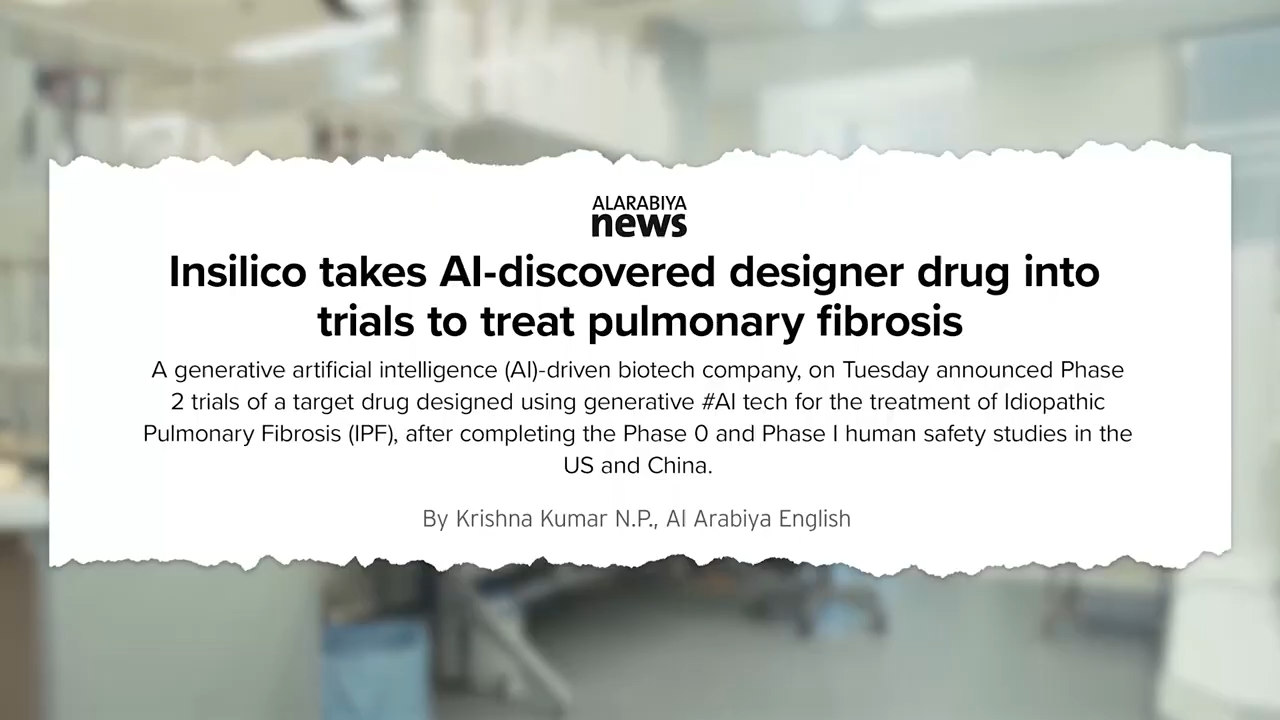 ALARABIYA
news
Insilico takes AI-discovered designer drug into
trials to treat pulmonary fibrosis
A generative artificial intelligence (AI)-driven biotech company, on Tuesday announced Phase
2 trials of a target drug designed using generative #AI tech for the treatment of Idiopathic
Pulmonary Fibrosis (IPF), after completing the Phase 0 and Phase I human safety studies in the
US and China.
By Krishna Kumar N.P., Al Arabiya English